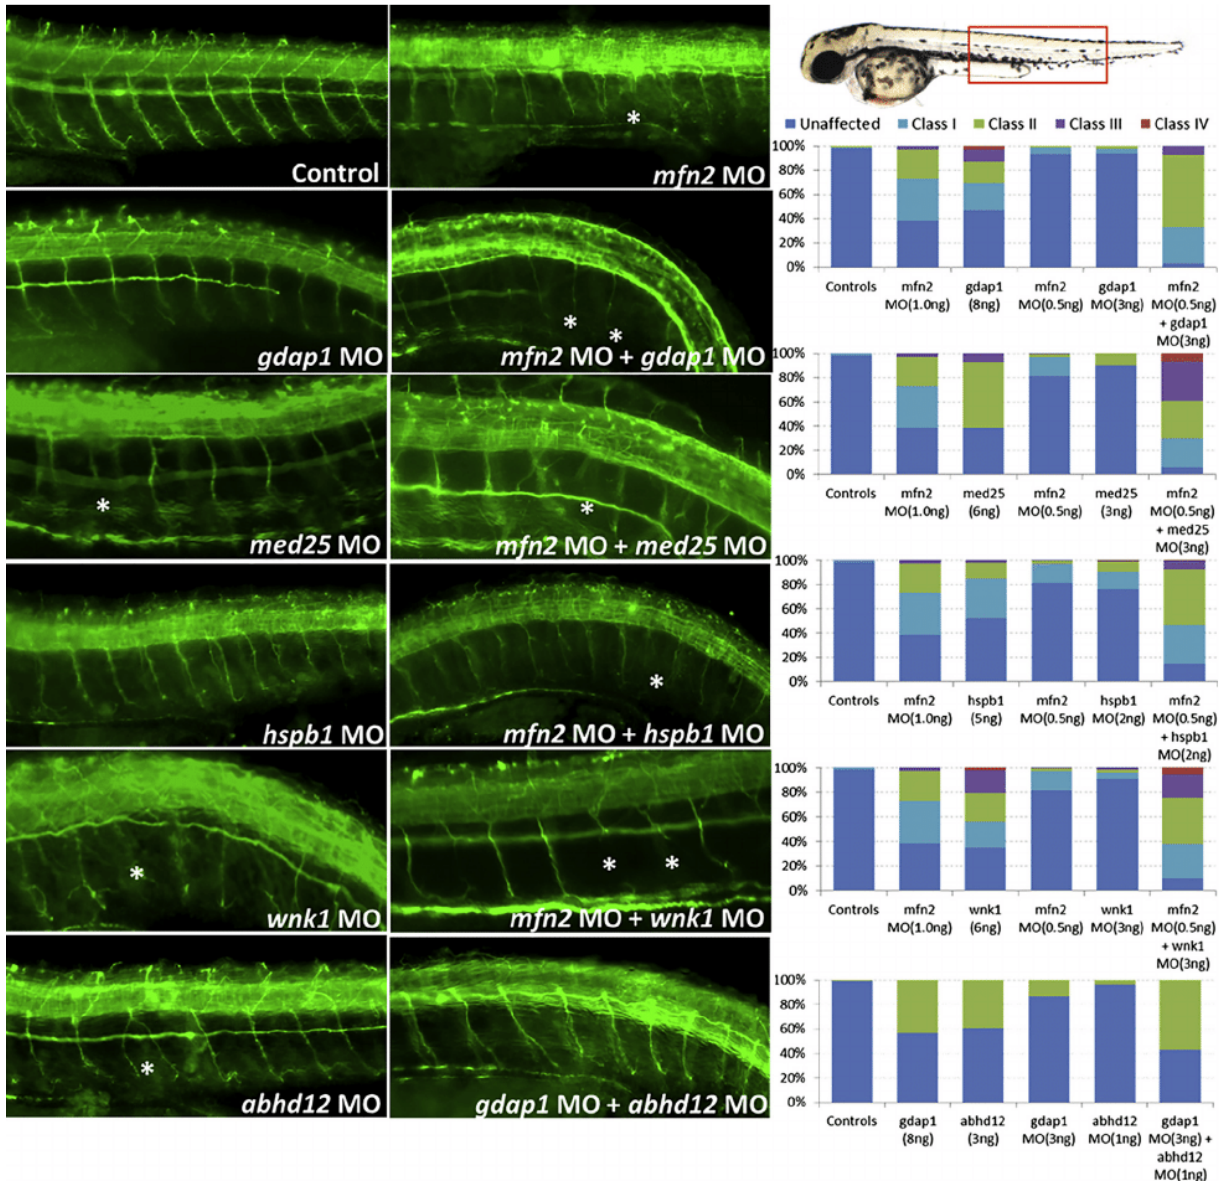 Control
mfn2 MO
gdap1 MO
mfn2 MO + gdap1 MO
med25 MO
mfn2 MO + med25 MO
hspb1 MO
mfn2 MO + hspb1 MO
wnk1 MO
mfn2 MO + wnk1 MO
abhd12 MO
gdap1 MO + abhd12 MO
Unaffected Class I Class II Class III Class IV
100%
80%
60%
40%
20%
0%
Controls mfn2 gdap1 mfn2 gdap1 mfn2
MO(1.0ng) (8ng) MO(0.5ng) MO(3ng) MO(0.5ng)
+ gdap1
MO(3ng)
100%
80%
60%
40%
20%
0%
Controls mfn2 med25 mfn2 med25 mfn2
MO(1.0ng) (6ng) MO(0.5ng) (3ng) MO(0.5ng)
+ med25
MO(3ng)
100%
80%
60%
40%
20%
0%
Controls mfn2 hspb1 mfn2 hspb1 mfn2
MO(1.0ng) (5ng) MO(0.5ng) MO(2ng) MO(0.5ng)
+ hspb1
MO(2ng)
100%
80%
60%
40%
20%
0%
Controls mfn2 wnk1 mfn2 wnk1 mfn2
MO(1.0ng) (6ng) MO(0.5ng) MO(3ng) MO(0.5ng)
+ wnk1
MO(3ng)
100%
80%
60%
40%
20%
0%
Controls gdap1 abhd12 gdap1 abhd12 gdap1
(8ng) (3ng) MO(3ng) MO(1ng) MO(3ng) +
abhd12
MO(1ng)